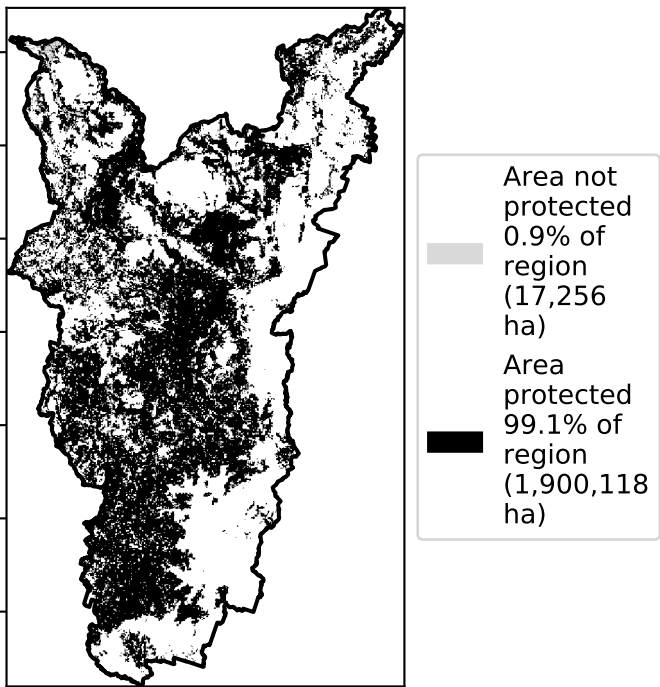 Area not
protected
0.9% of
region
(17,256
ha)
Area
protected
99.1% of
region
(1,900,118
ha)